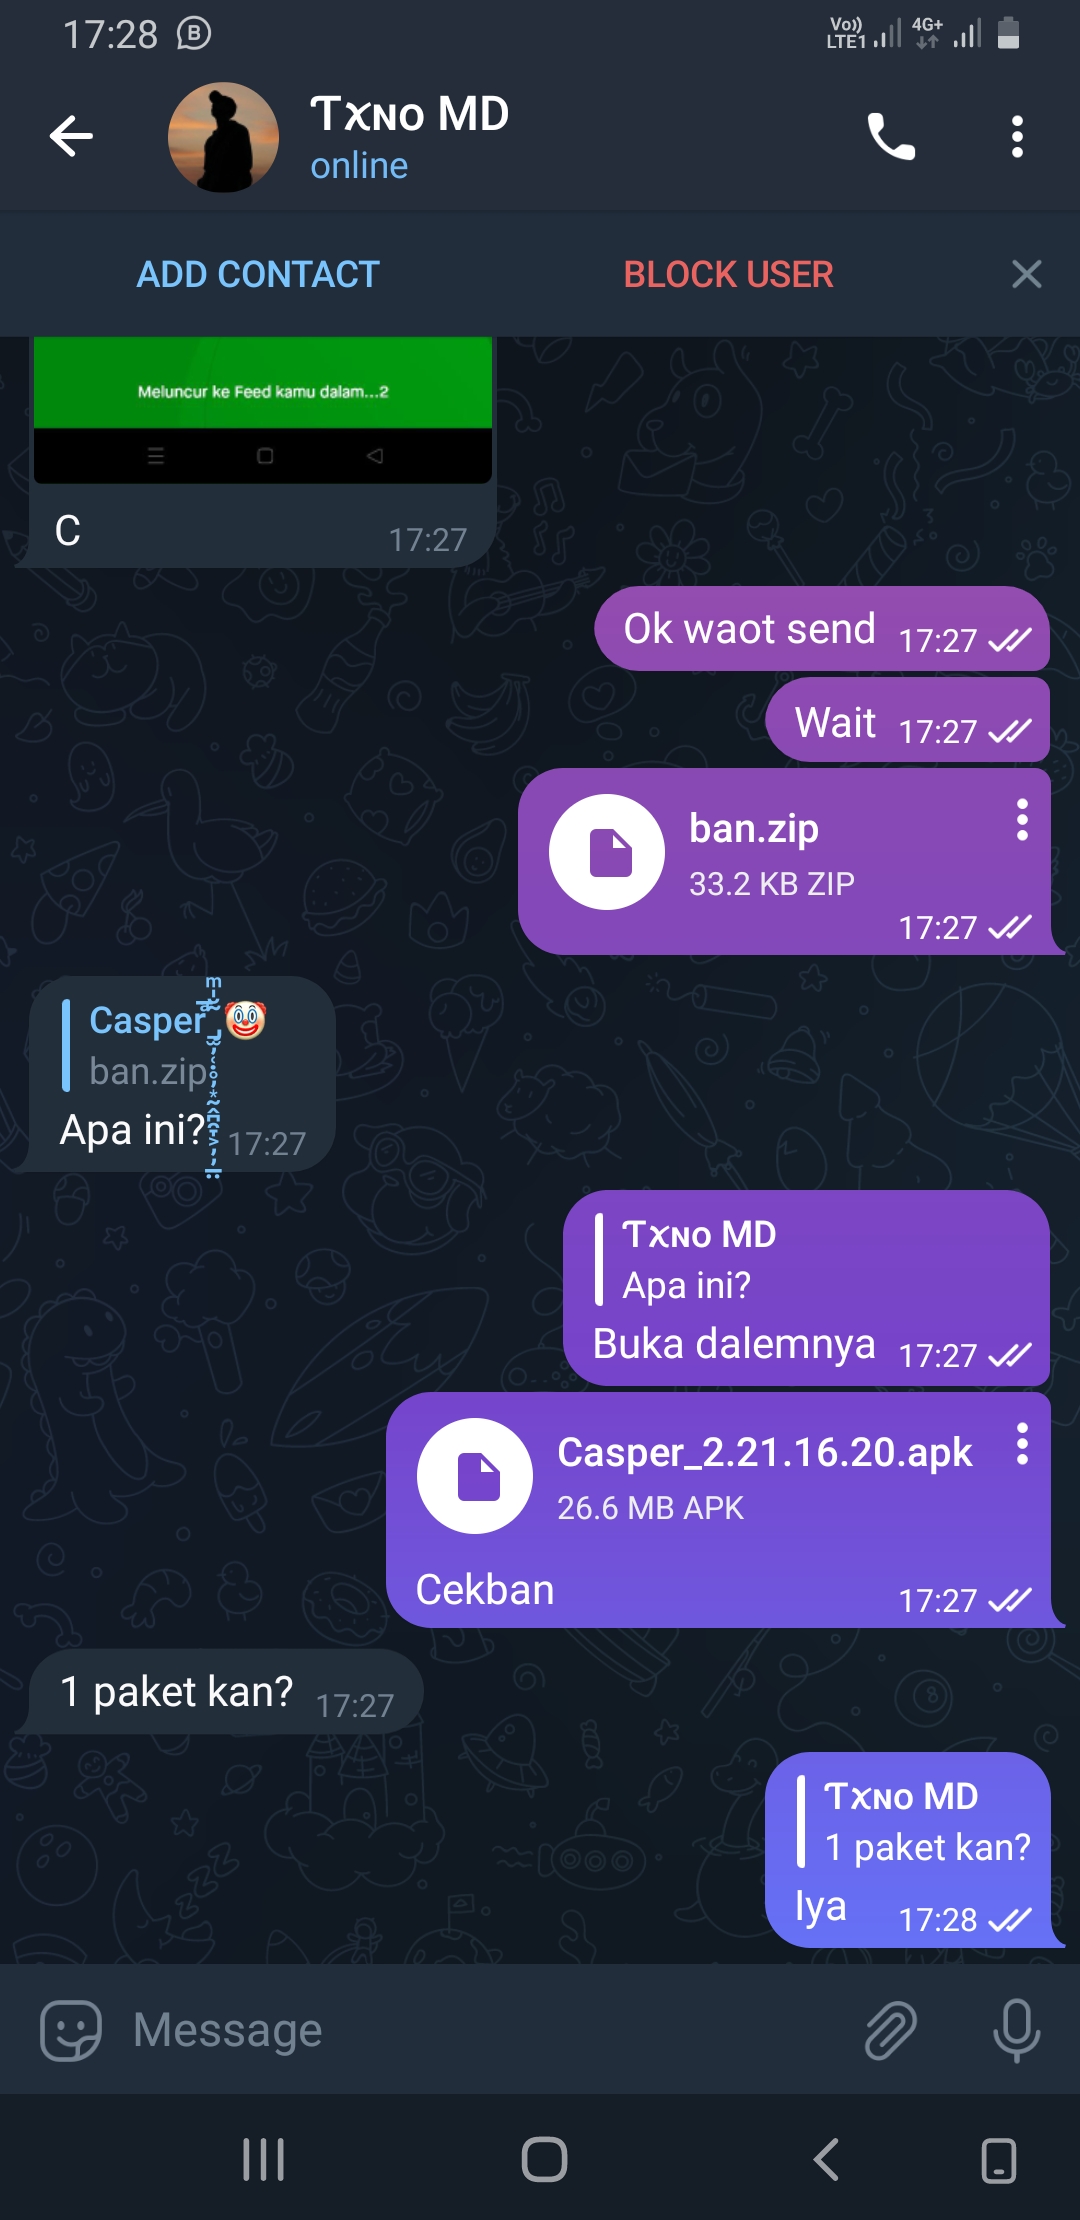 17:28
Vo)) LTE1 4G+
Ƭxɴo MD
online
ADD CONTACT BLOCK USER
Meluncur ke Feed kamu dalam...2
C 17:27
Ok waot send 17:27
Wait 17:27
ban.zip
33.2 KB ZIP
17:27
Casper 🤡
ban.zip
Apa ini? 17:27
Ƭxɴo MD
Apa ini?
Buka dalemnya 17:27
Casper_2.21.16.20.apk
26.6 MB APK
Cekban 17:27
1 paket kan? 17:27
Ƭxɴo MD
1 paket kan?
Iya 17:28
Message